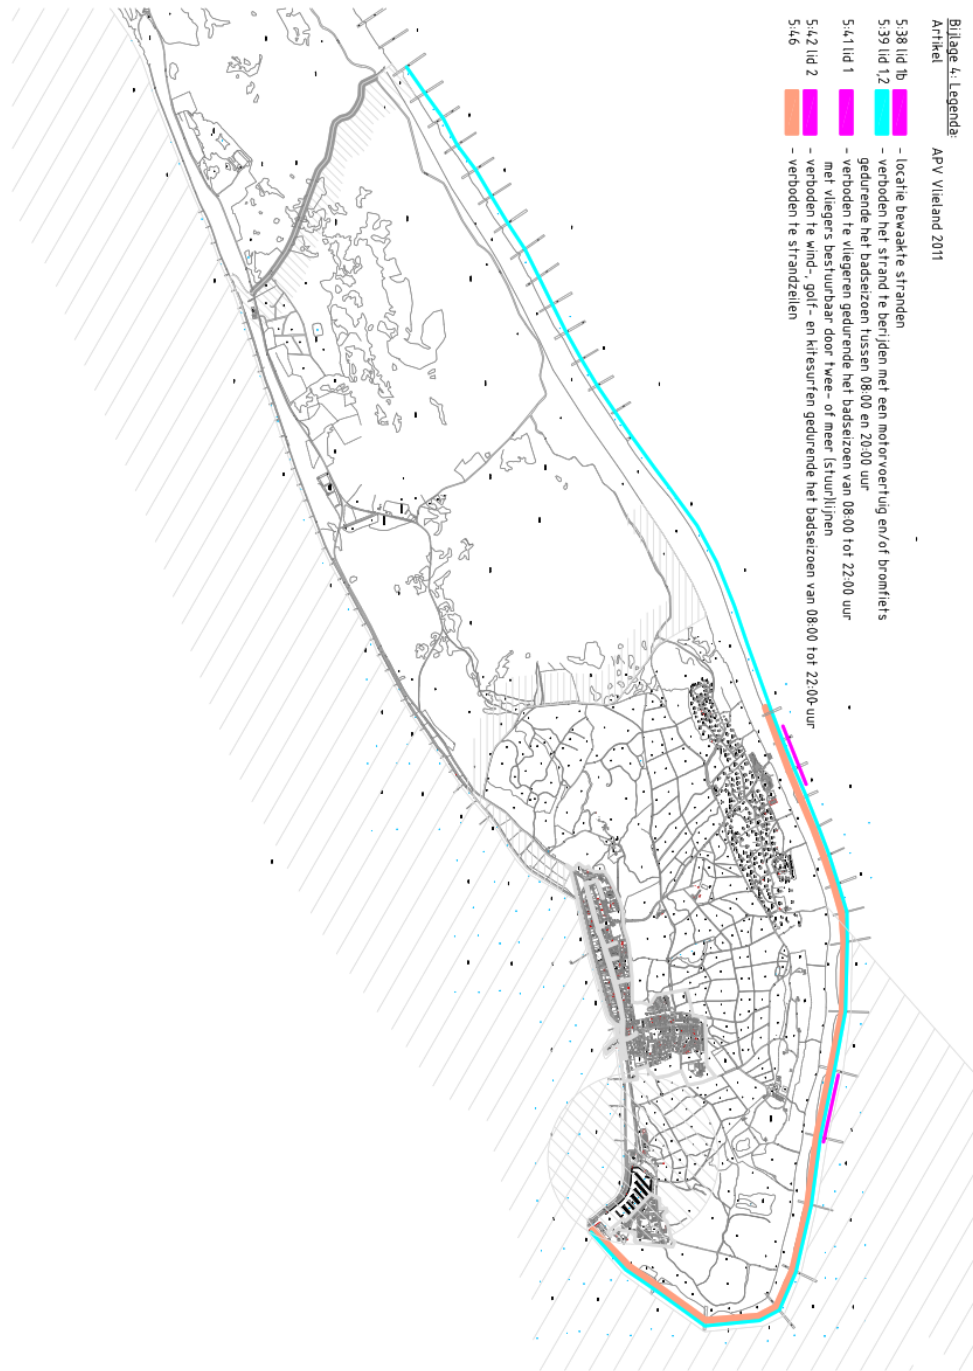 Bijlage 4: Legenda:
Artikel APV Vlieland 2011
5:38 lid 1b - locatie bewaakte stranden
5:39 lid 1,2 - verboden het strand te berijden met een motorvoertuig en/of bromfiets
gedurende het badseizoen tussen 08:00 en 20:00 uur
5:41 lid 1 - verboden te vliegeren gedurende het badseizoen van 08:00 tot 22:00 uur
met vliegers bestuurbaar door twee- of meer (stuur)lijnen
5:42 lid 2 - verboden te wind-, golf- en kitesurfen gedurende het badseizoen van 08:00 tot 22:00 uur
5:46 - verboden te strandzeilen